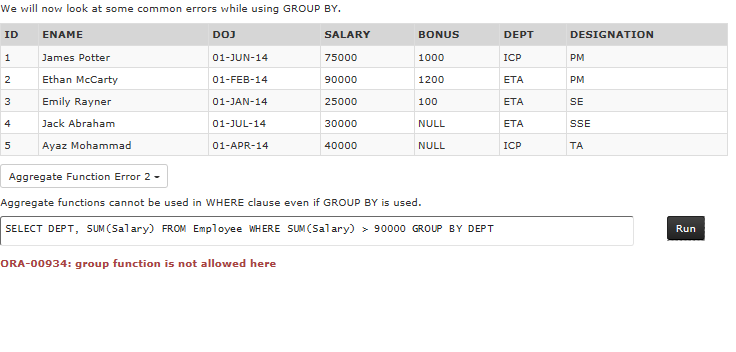 We will now look at some common errors while using GROUP BY.
ID ENAME DOJ SALARY BONUS DEPT DESIGNATION
1 James Potter 01-JUN-14 75000 1000 ICP PM
2 Ethan McCarty 01-FEB-14 90000 1200 ETA PM
3 Emily Rayner 01-JAN-14 25000 100 ETA SE
4 Jack Abraham 01-JUL-14 30000 NULL ETA SSE
5 Ayaz Mohammad 01-APR-14 40000 NULL ICP TA
Aggregate Function Error 2
Aggregate functions cannot be used in WHERE clause even if GROUP BY is used.
SELECT DEPT, SUM(Salary) FROM Employee WHERE SUM(Salary) > 90000 GROUP BY DEPT
Run
ORA-00934: group function is not allowed here